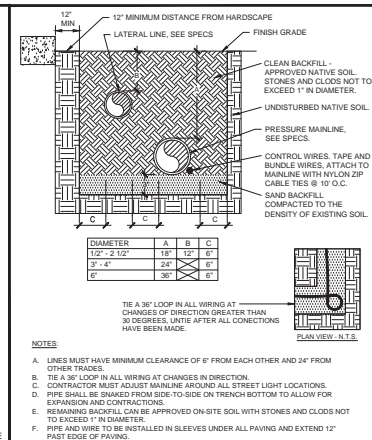 12"
MIN
12" MINIMUM DISTANCE FROM HARDSCAPE
LATERAL LINE, SEE SPECS
FINISH GRADE
CLEAN BACKFILL -
APPROVED NATIVE SOIL.
STONES AND CLODS NOT TO
EXCEED 1" IN DIAMETER.
UNDISTURBED NATIVE SOIL.
PRESSURE MAINLINE,
SEE SPECS.
CONTROL WIRES. TAPE AND
BUNDLE WIRES, ATTACH TO
MAINLINE WITH NYLON ZIP
CABLE TIES @ 10' O.C.
SAND BACKFILL
COMPACTED TO THE
DENSITY OF EXISTING SOIL.
B
A
C
C
C
C
DIAMETER A B C
1/2" - 2 1/2" 18" 12" 6"
3" - 4" 24" 6"
6" 36" 6"
TIE A 36" LOOP IN ALL WIRING AT
CHANGES OF DIRECTION GREATER THAN
30 DEGREES, UNTIE AFTER ALL CONECTIONS
HAVE BEEN MADE.
PLAN VIEW - N.T.S.
NOTES:
A. LINES MUST HAVE MINIMUM CLEARANCE OF 6" FROM EACH OTHER AND 24" FROM
OTHER TRADES.
B. TIE A 36" LOOP IN ALL WIRING AT CHANGES IN DIRECTION.
C. CONTRACTOR MUST ADJUST MAINLINE AROUND ALL STREET LIGHT LOCATIONS.
D. PIPE SHALL BE SNAKED FROM SIDE-TO-SIDE ON TRENCH BOTTOM TO ALLOW FOR
EXPANSION AND CONTRACTIONS.
E. REMAINING BACKFILL CAN BE APPROVED ON-SITE SOIL WITH STONES AND CLODS NOT
TO EXCEED 1" DIAMETER.
F. PIPE AND WIRE TO BE INSTALLED IN SLEEVES UNDER ALL PAVING AND EXTEND 12"
PAST EDGE OF PAVING.
E